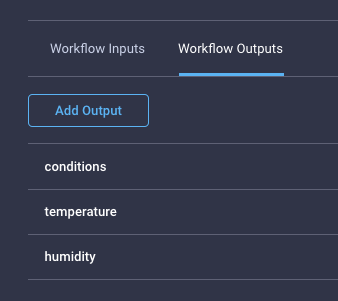 Workflow Inputs Workflow Outputs
Add Output
conditions
temperature
humidity